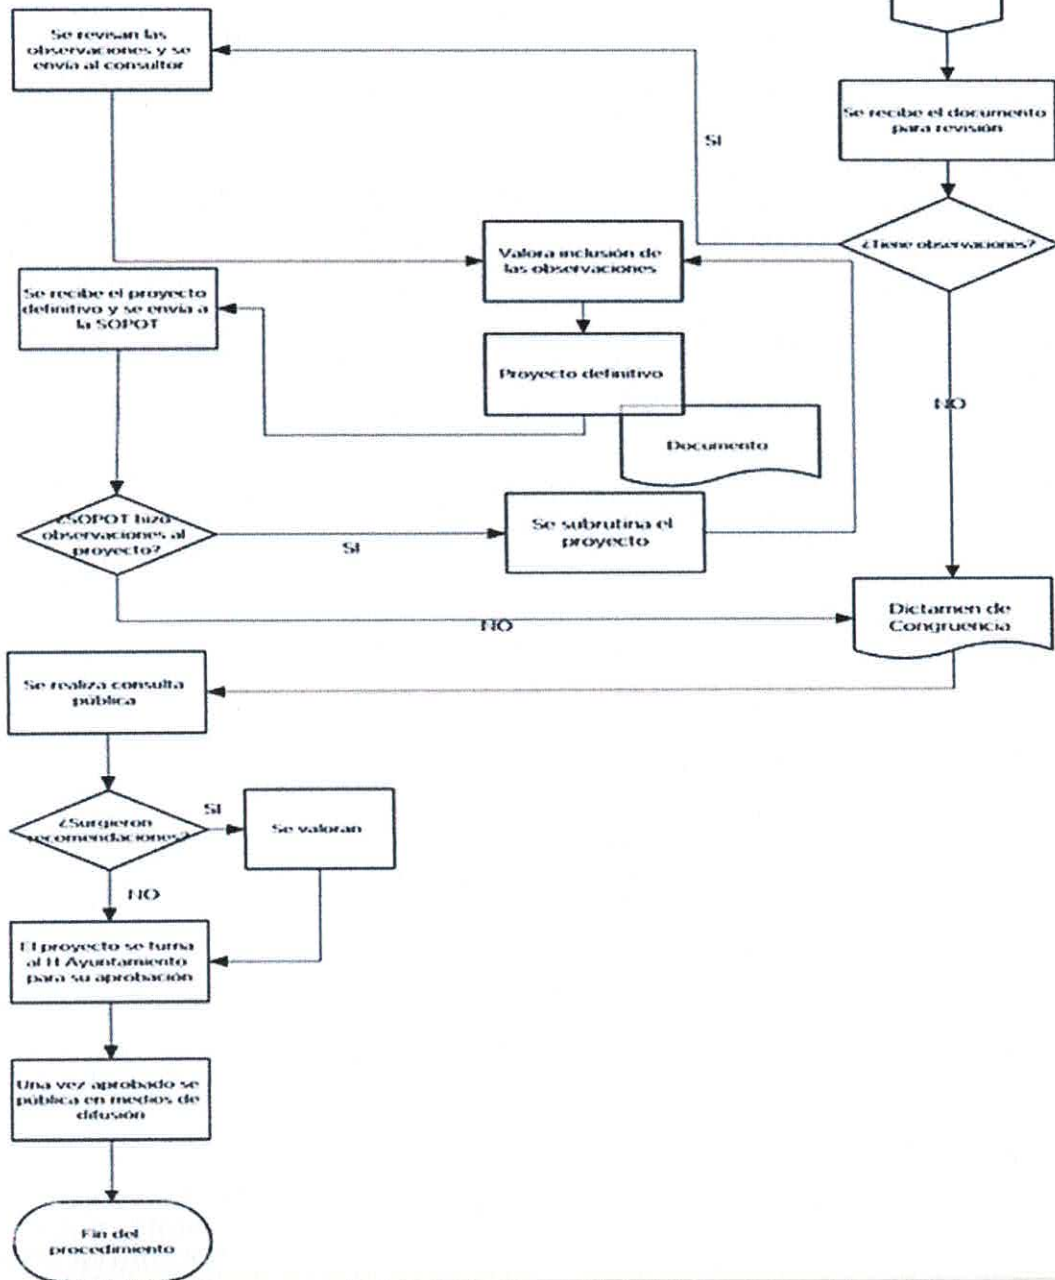 Se revisan las
observaciones y se
envía al consultor
Se recibe el documento
para revisión
SI
¿Tiene observaciones?
Valora inclusión de
las observaciones
Se recibe el proyecto
definitivo y se envía a
la SOPOT
Proyecto definitivo
NO
Documento
¿SOPOT hizo
observaciones al
proyecto?
SI
Se subrutina el
proyecto
Dictamen de
Congruencia
NO
Se realiza consulta
pública
¿Surgieron
recomendaciones?
SI
Se valoran
NO
El proyecto se turna
al H Ayuntamiento
para su aprobación
Una vez aprobado se
pública en medios de
difusión
Fin del
procedimiento